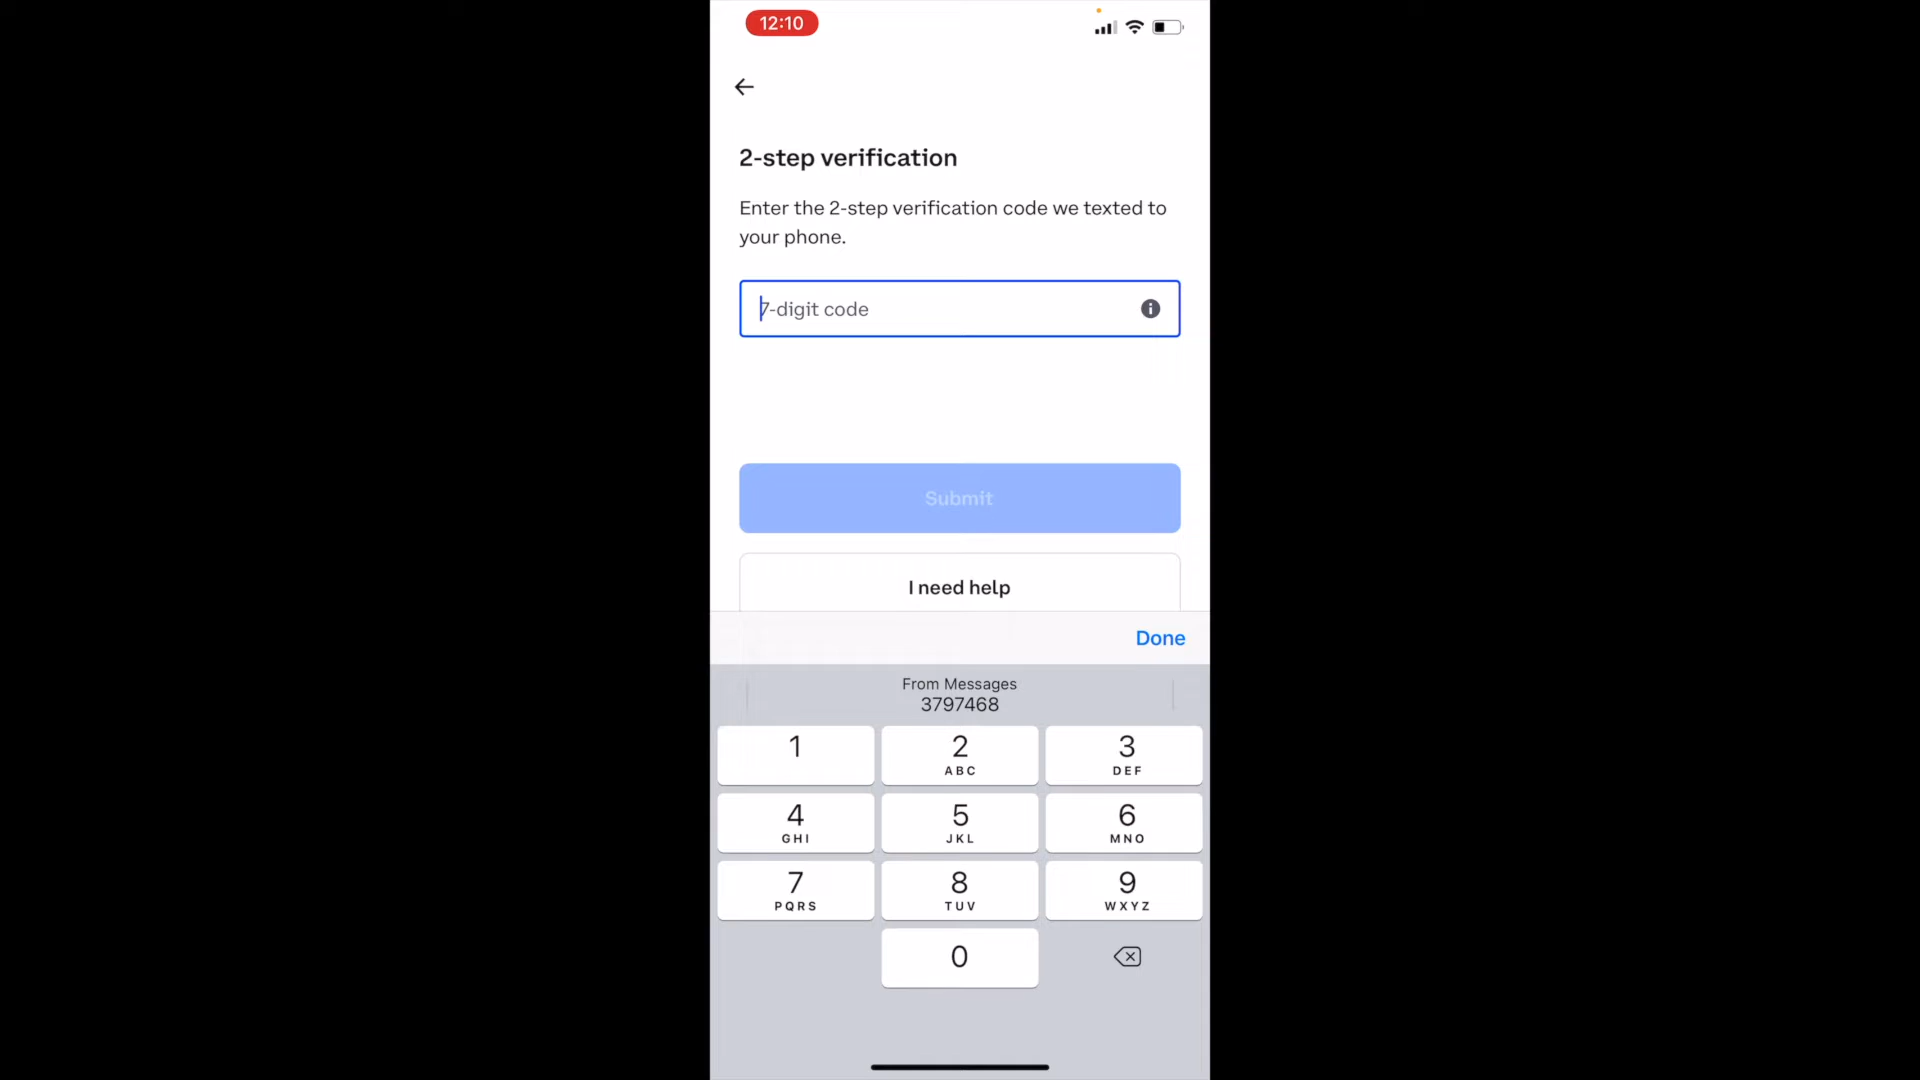 12:10
2-step verification
Enter the 2-step verification code we texted to
your phone.
7-digit code
Submit
I need help
Done
From Messages
3797468
1
2
ABC
3
DEF
4
GHI
5
JKL
6
MNO
7
PQRS
8
TUV
9
WXYZ
0